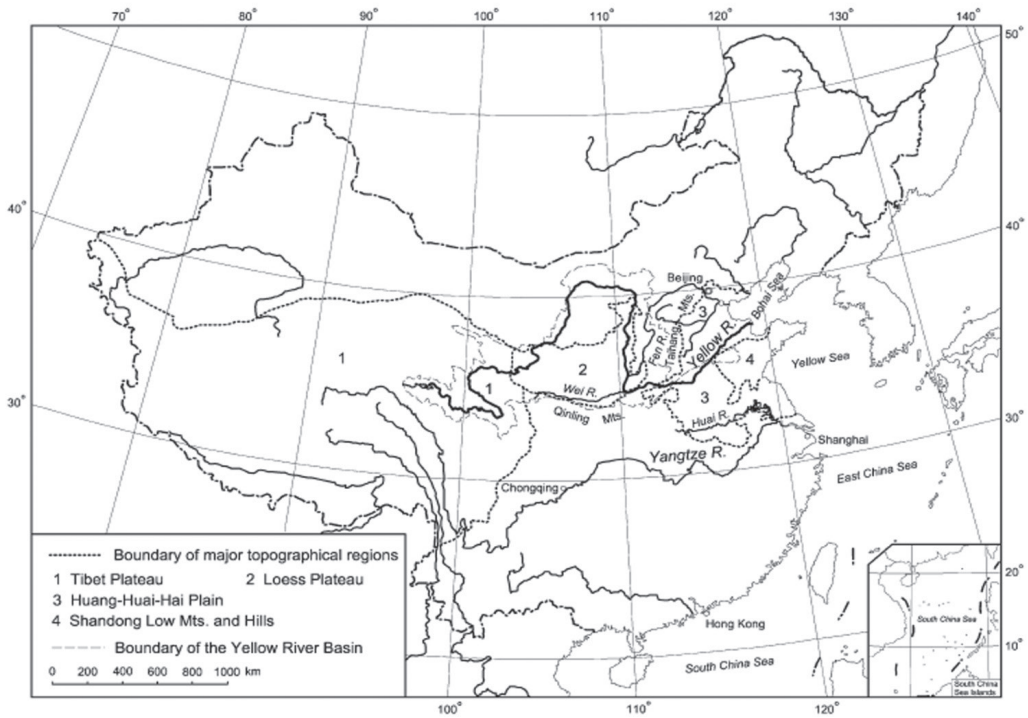 70° 80° 90° 100° 110° 120° 130° 140°
50°
40°
40°
30°
30°
Beijing
Bohai Sea
Mts.
3
Taihang
Fen R.
Yellow R.
4
Yellow Sea
1
2
1
Wei R.
3
Qinling Mts.
Huai R.
Yangtze R.
Shanghai
East China Sea
Chongqing
Hong Kong
South China Sea
Boundary of major topographical regions
1 Tibet Plateau 2 Loess Plateau
3 Huang-Huai-Hai Plain
4 Shandong Low Mts. and Hills
Boundary of the Yellow River Basin
0 200 400 600 800 1000 km
20°
South China Sea
10°
South China
Sea Islands
100° 110° 120°